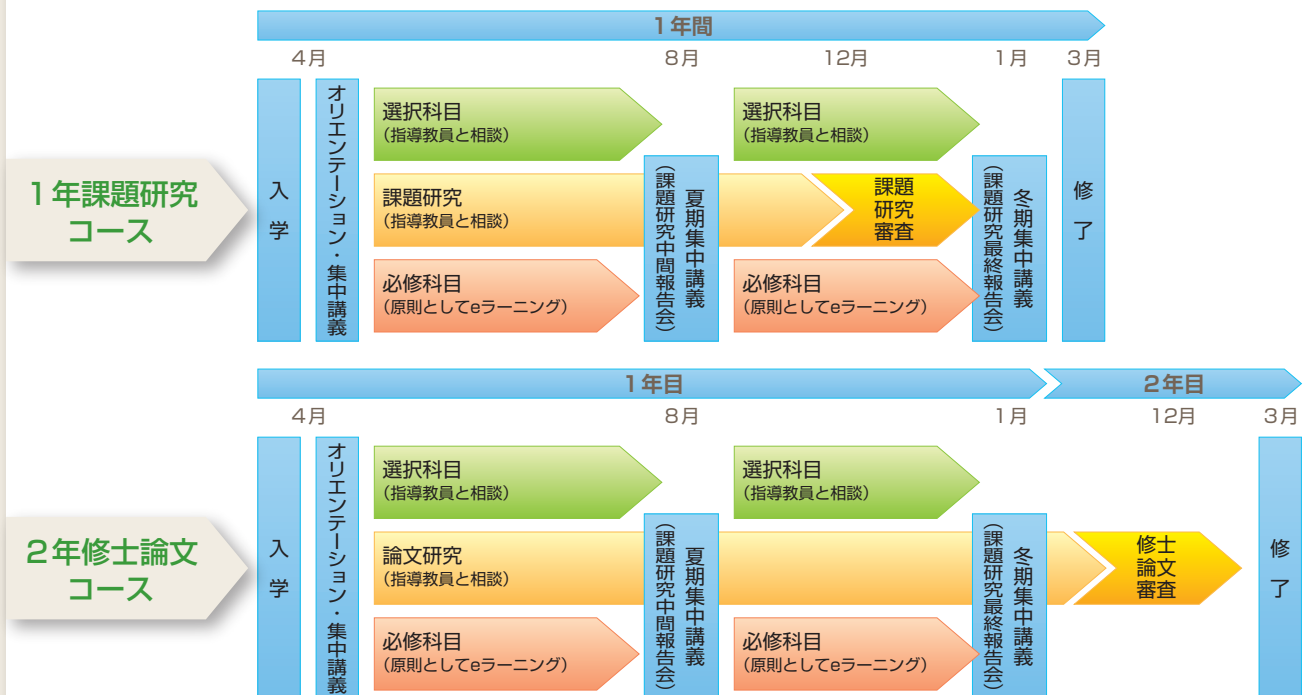 1年間
4月
8月
12月
1月
3月
1年課題研究
コース
入学
オリエンテーション・集中講義
選択科目
(指導教員と相談)
課題研究
(指導教員と相談)
必修科目
(原則としてeラーニング)
夏期集中講義
(課題研究中間報告会)
選択科目
(指導教員と相談)
課題
研究
審査
必修科目
(原則としてeラーニング)
冬期集中講義
(課題研究最終報告会)
修了
1年目
2年目
4月
8月
1月
12月
3月
2年修士論文
コース
入学
オリエンテーション・集中講義
選択科目
(指導教員と相談)
論文研究
(指導教員と相談)
必修科目
(原則としてeラーニング)
夏期集中講義
(課題研究中間報告会)
選択科目
(指導教員と相談)
必修科目
(原則としてeラーニング)
冬期集中講義
(課題研究最終報告会)
修士
論文
審査
修了